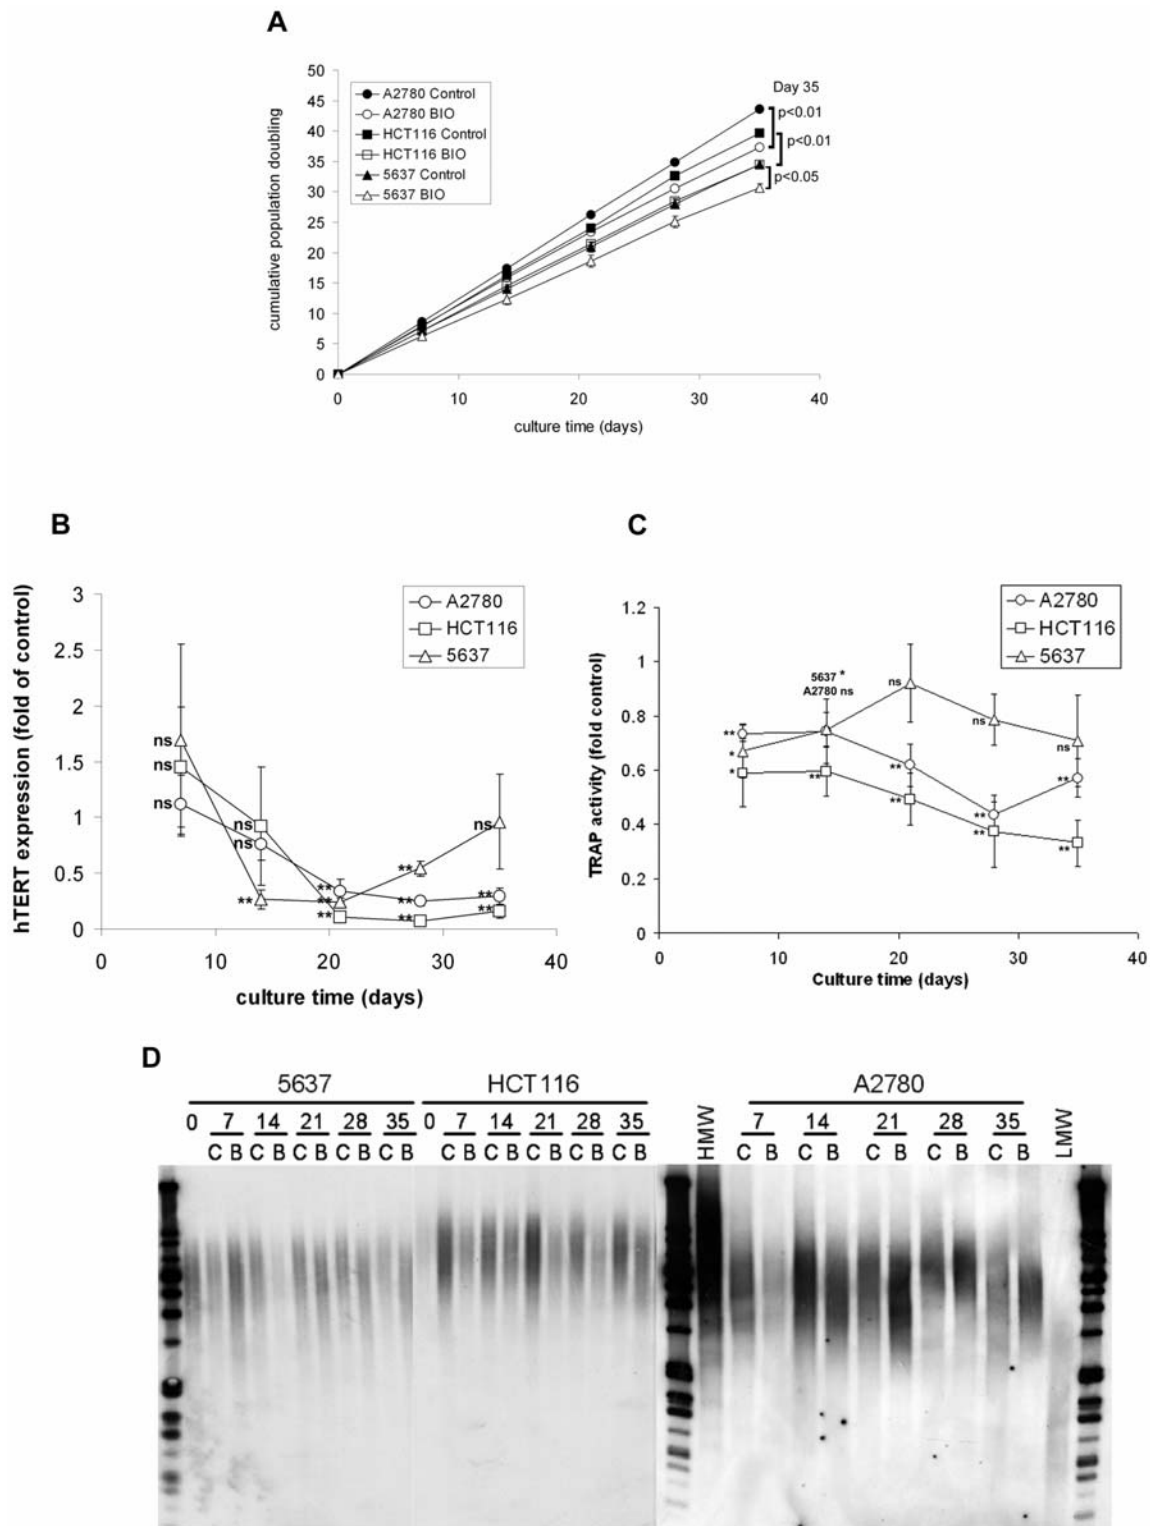 A
50
45
40
35
30
25
20
15
10
5
0
cumulative population doubling
A2780 Control
A2780 BIO
HCT116 Control
HCT116 BIO
5637 Control
5637 BIO
Day 35
p<0.01
p<0.01
p<0.05
0 10 20 30 40
culture time (days)
B
3
2.5
2
1.5
1
0.5
0
hTERT expression (fold of control)
A2780
HCT116
5637
ns
ns
ns
ns
ns
**
**
**
**
**
**
**
ns
**
**
0 10 20 30 40
culture time (days)
C
1.2
1
0.8
0.6
0.4
0.2
0
TRAP activity (fold control)
A2780
HCT116
5637
**
*
*
5637 *
A2780 ns
**
ns
**
**
ns
**
**
ns
**
**
0 10 20 30 40
Culture time (days)
D
5637 HCT116 A2780
0 7 14 21 28 35 0 7 14 21 28 35 HMW 7 14 21 28 35 LMW
C B C B C B C B C B C B C B C B C B C B C B C B C B C B C B